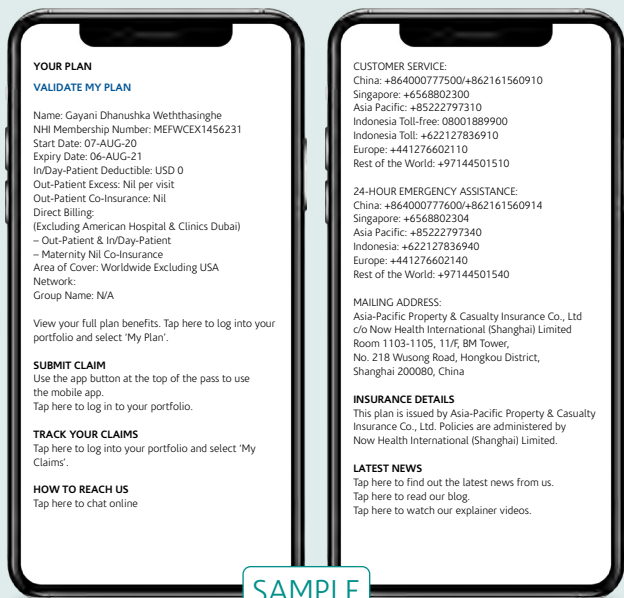 YOUR PLAN
VALIDATE MY PLAN
Name: Gayani Dhanushka Weththasinghe
NHI Membership Number: MEFWCEX1456231
Start Date: 07-AUG-20
Expiry Date: 06-AUG-21
In/Day-Patient Deductible: USD 0
Out-Patient Excess: Nil per visit
Out-Patient Co-Insurance: Nil
Direct Billing:
(Excluding American Hospital & Clinics Dubai)
– Out-Patient & In/Day-Patient
– Maternity Nil Co-Insurance
Area of Cover: Worldwide Excluding USA
Network:
Group Name: N/A
View your full plan benefits. Tap here to log into your
portfolio and select ‘My Plan’.
SUBMIT CLAIM
Use the app button at the top of the pass to use
the mobile app.
Tap here to log in to your portfolio.
TRACK YOUR CLAIMS
Tap here to log into your portfolio and select ‘My
Claims’.
HOW TO REACH US
Tap here to chat online
CUSTOMER SERVICE:
China: +864000777500/+862161560910
Singapore: +6568802300
Asia Pacific: +85222797310
Indonesia Toll-free: 08001889900
Indonesia Toll: +622127836910
Europe: +441276602110
Rest of the World: +97144501510
24-HOUR EMERGENCY ASSISTANCE:
China: +864000077600/+862161560914
Singapore: +6568802304
Asia Pacific: +85222797340
Indonesia: +622127836940
Europe: +441276602140
Rest of the World: +97144501540
MAILING ADDRESS:
Asia-Pacific Property & Casualty Insurance Co., Ltd
c/o Now Health International (Shanghai) Limited
Room 1103-1105, 11/F, BM Tower,
No. 218 Wusong Road, Hongkou District,
Shanghai 200080, China
INSURANCE DETAILS
This plan is issued by Asia-Pacific Property & Casualty
Insurance Co., Ltd. Policies are administered by
Now Health International (Shanghai) Limited.
LATEST NEWS
Tap here to find out the latest news from us.
Tap here to read our blog.
Tap here to watch our explainer videos.
SAMPLE